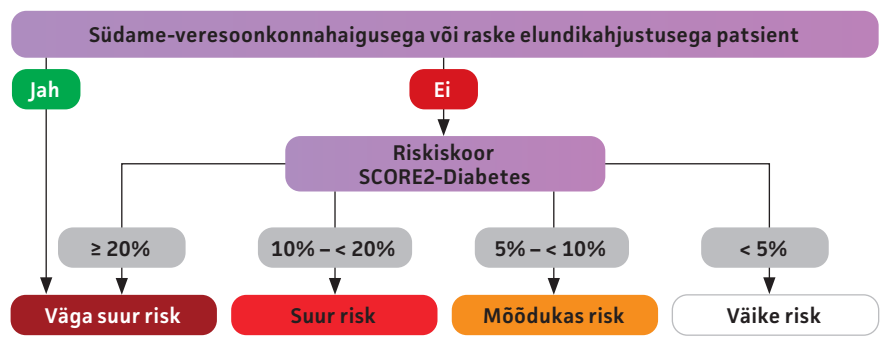 Südame-veresoonkonnahaigusega või raske elundikahjustusega patsient
Jah
Ei
Riskiskoor
SCORE2-Diabetes
≥ 20%
10% – < 20%
5% – < 10%
< 5%
Väga suur risk
Suur risk
Mõõdukas risk
Väike risk